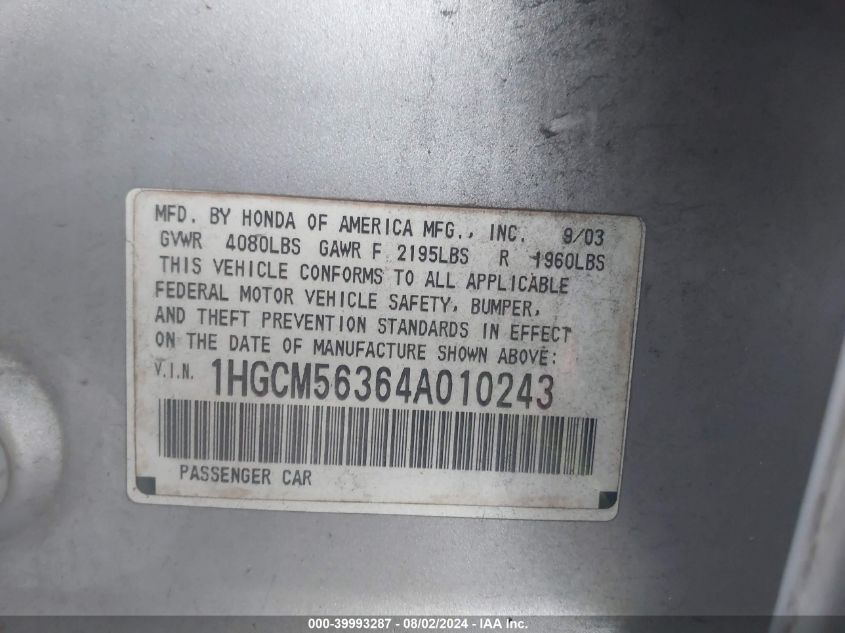 MFD. BY HONDA OF AMERICA MFG., INC. 9/03
GVWR 4080LBS GAWR F 2195LBS R 1960LBS
THIS VEHICLE CONFORMS TO ALL APPLICABLE
FEDERAL MOTOR VEHICLE SAFETY, BUMPER,
AND THEFT PREVENTION STANDARDS IN EFFECT
ON THE DATE OF MANUFACTURE SHOWN ABOVE:
V.I.N. 1HGCM56364A010243
PASSENGER CAR
000-39993287 - 08/02/2024 - IAA Inc.